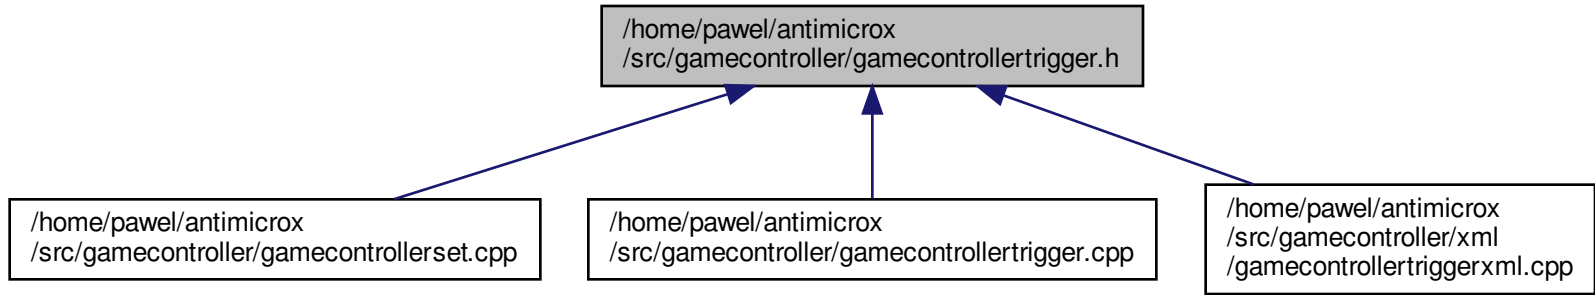 /home/pawel/antimicrox
/src/gamecontroller/gamecontrollertrigger.h
/home/pawel/antimicrox
/src/gamecontroller/gamecontrollerset.cpp
/home/pawel/antimicrox
/src/gamecontroller/gamecontrollertrigger.cpp
/home/pawel/antimicrox
/src/gamecontroller/xml
/gamecontrollertriggerxml.cpp